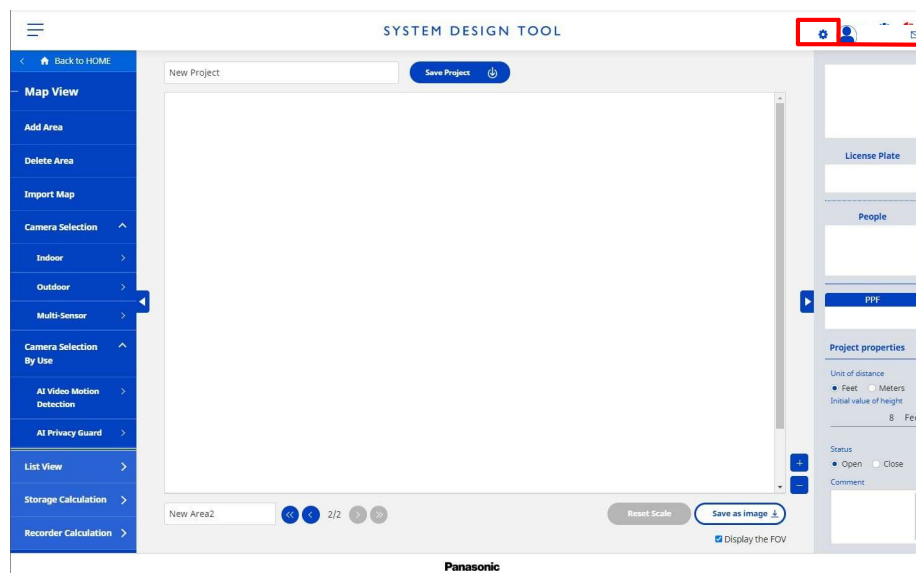 SYSTEM DESIGN TOOL
Back to HOME
Map View
Add Area
Delete Area
Import Map
Camera Selection
Indoor
Outdoor
Multi-Sensor
Camera Selection
By Use
AI Video Motion
Detection
AI Privacy Guard
List View
Storage Calculation
Recorder Calculation
New Project
Save Project
New Area2
2/2
Reset Scale
Save as image
Display the FOV
License Plate
People
PPF
Project properties
Unit of distance
Feet Meters
Initial value of height
8
Status
Open Close
Comment
Panasonic